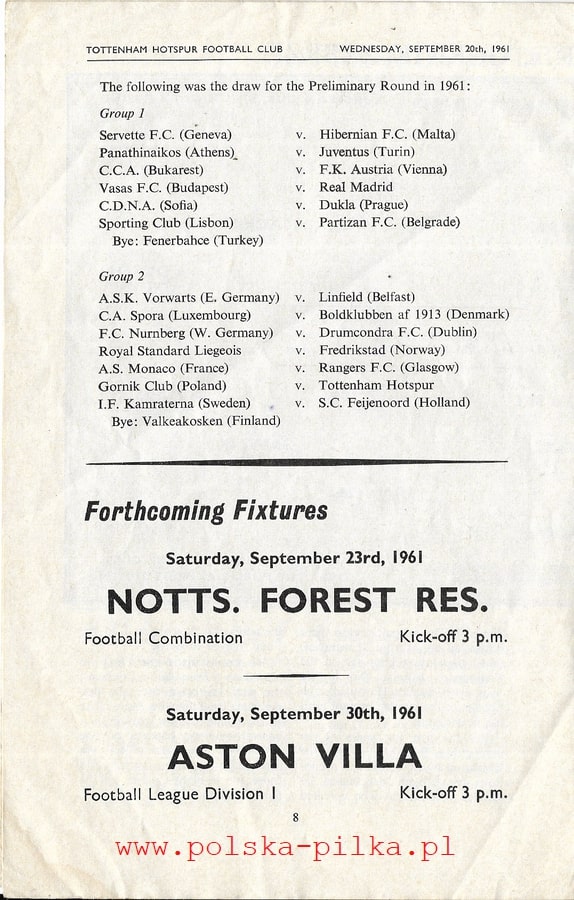 TOTTENHAM HOTSPUR FOOTBALL CLUB WEDNESDAY, SEPTEMBER 20th, 1961
The following was the draw for the Preliminary Round in 1961:
Group 1
Servette F.C. (Geneva) v. Hibernian F.C. (Malta)
Panathinaikos (Athens) v. Juventus (Turin)
C.C.A. (Bukarest) v. F.K. Austria (Vienna)
Vasas F.C. (Budapest) v. Real Madrid
C.D.N.A. (Sofia) v. Dukla (Prague)
Sporting Club (Lisbon) v. Partizan F.C. (Belgrade)
Bye: Fenerbahce (Turkey)
Group 2
A.S.K. Vorwarts (E. Germany) v. Linfield (Belfast)
C.A. Spora (Luxembourg) v. Boldklubben af 1913 (Denmark)
F.C. Nurnberg (W. Germany) v. Drumcondra F.C. (Dublin)
Royal Standard Liegeois v. Fredrikstad (Norway)
A.S. Monaco (France) v. Rangers F.C. (Glasgow)
Gornik Club (Poland) v. Tottenham Hotspur
I.F. Kamraterna (Sweden) v. S.C. Feijenoord (Holland)
Bye: Valkeakosken (Finland)
Forthcoming Fixtures
Saturday, September 23rd, 1961
NOTTS. FOREST RES.
Football Combination Kick-off 3 p.m.
Saturday, September 30th, 1961
ASTON VILLA
Football League Division 1 Kick-off 3 p.m.
8
www.polska-pilka.pl